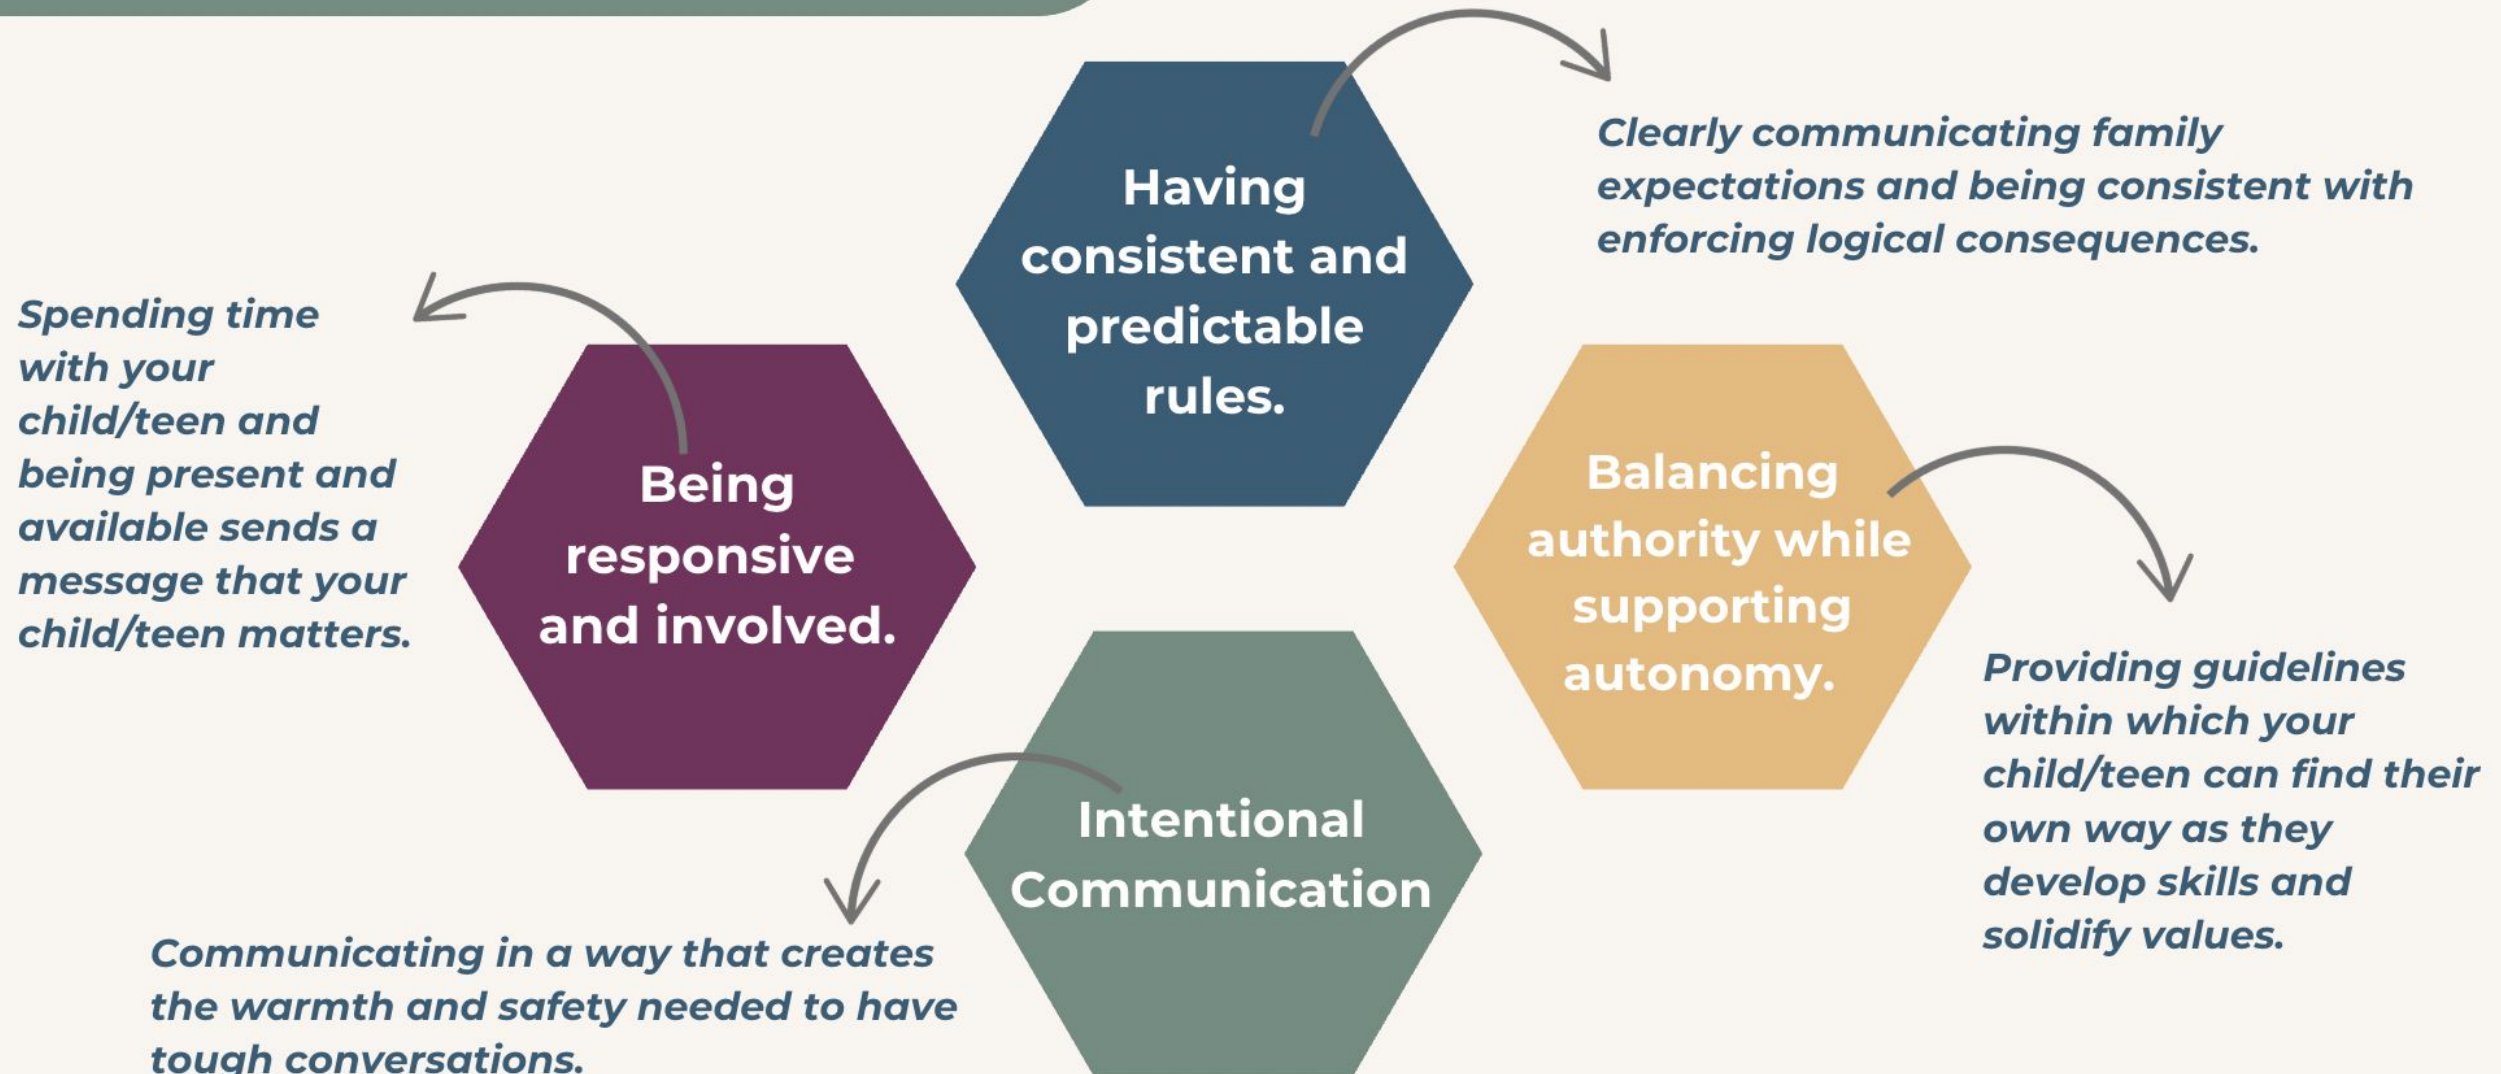 Having
consistent and
predictable
rules.
Clearly communicating family
expectations and being consistent with
enforcing logical consequences.
Spending time
with your
child/teen and
being present and
available sends a
message that your
child/teen matters.
Being
responsive
and involved.
Balancing
authority while
supporting
autonomy.
Providing guidelines
within which your
child/teen can find their
own way as they
develop skills and
solidify values.
Intentional
Communication
Communicating in a way that creates
the warmth and safety needed to have
tough conversations.